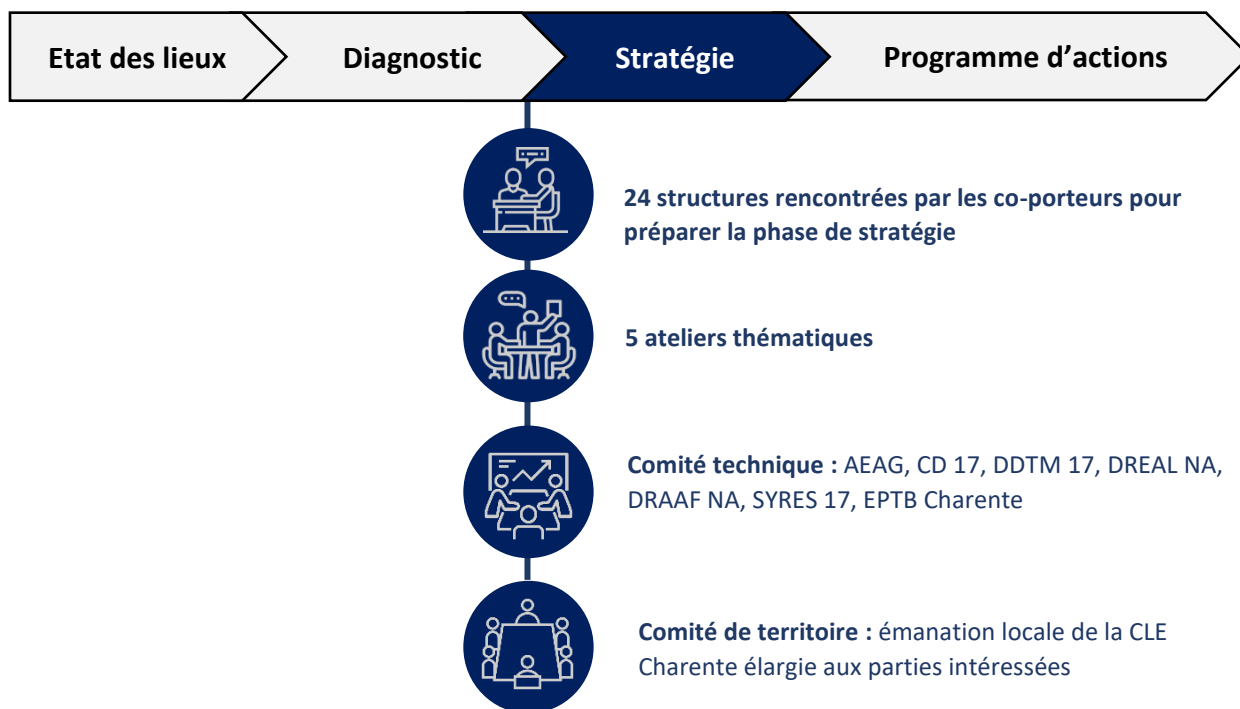 Etat des lieux
Diagnostic
Stratégie
Programme d'actions
24 structures rencontrées par les co-porteurs pour
préparer la phase de stratégie
5 ateliers thématiques
Comité technique : AEAG, CD 17, DDTM 17, DREAL NA,
DRAAF NA, SYRES 17, EPTB Charente
Comité de territoire : émanation locale de la CLE
Charente élargie aux parties intéressées